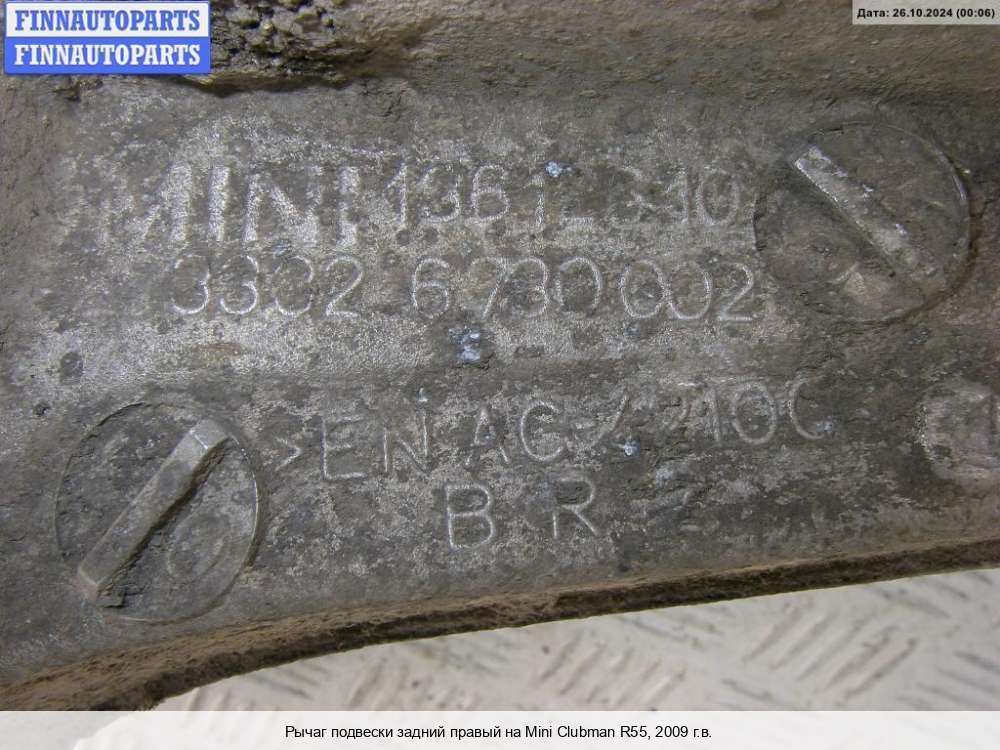 FINNAUTOPARTS
FINNAUTOPARTS
Дата: 26.10.2024 (00:06)
MINI
3332 6780002
>EN AC-42100
B R
Рычаг подвески задний правый на Mini Clubman R55, 2009 г.в.